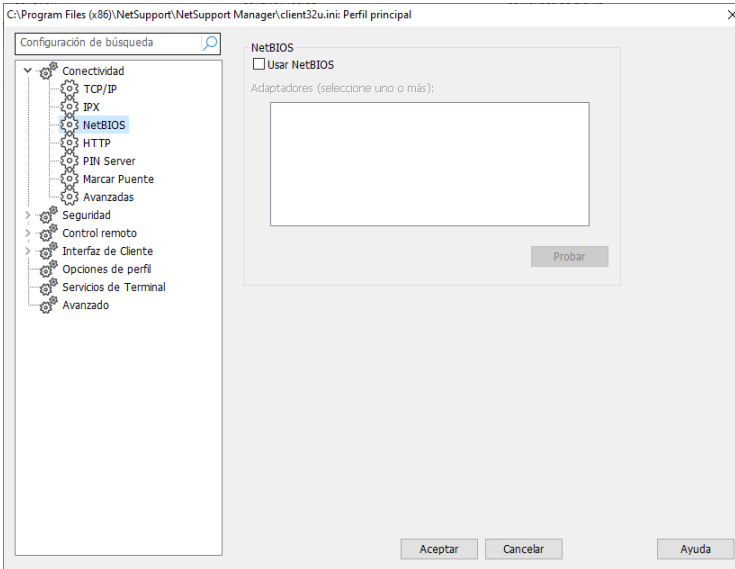 C:\Program Files (x86)\NetSupport\NetSupport Manager\client32u.ini: Perfil principal
Configuración de búsqueda
Conectividad
TCP/IP
IPX
NetBIOS
HTTP
PIN Server
Marcar Puente
Avanzadas
Seguridad
Control remoto
Interfaz de Cliente
Opciones de perfil
Servicios de Terminal
Avanzado
NetBIOS
Usar NetBIOS
Adaptadores (seleccione uno o más):
Probar
Aceptar
Cancelar
Ayuda